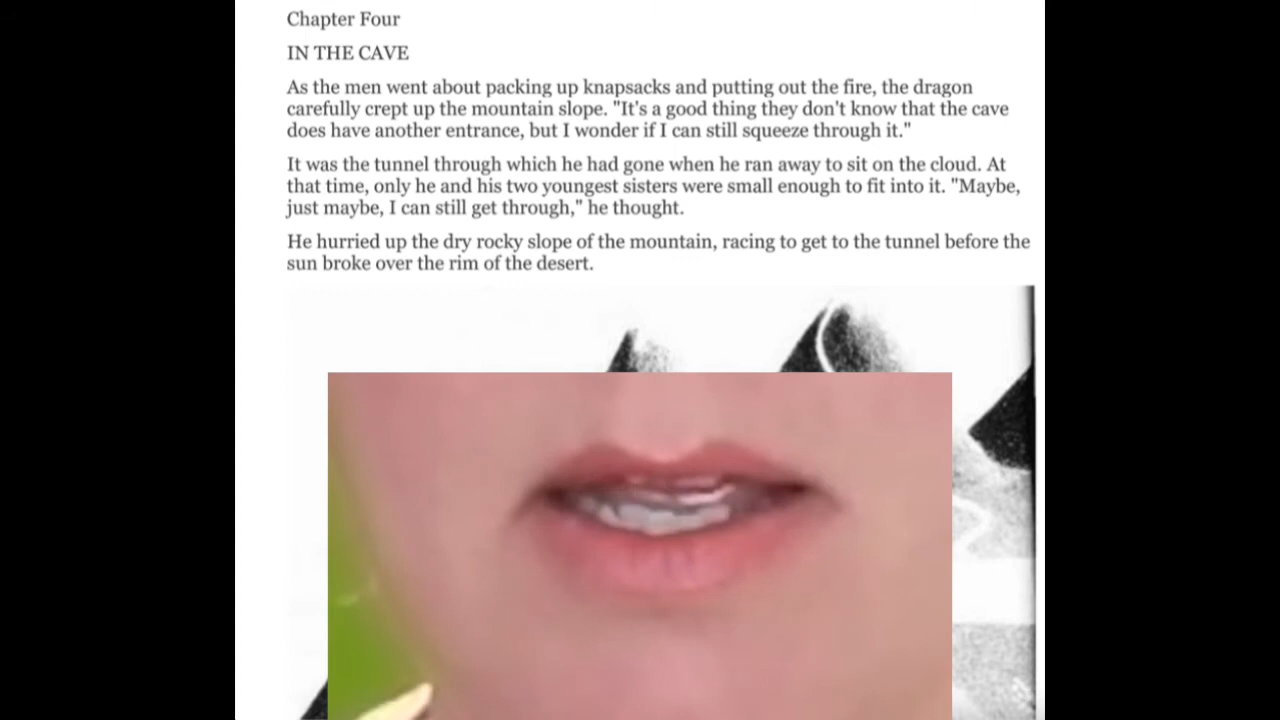 Chapter Four
IN THE CAVE
As the men went about packing up knapsacks and putting out the fire, the dragon
carefully crept up the mountain slope. "It's a good thing they don't know that the cave
does have another entrance, but I wonder if I can still squeeze through it."
It was the tunnel through which he had gone when he ran away to sit on the cloud. At
that time, only he and his two youngest sisters were small enough to fit into it. "Maybe,
just maybe, I can still get through," he thought.
He hurried up the dry rocky slope of the mountain, racing to get to the tunnel before the
sun broke over the rim of the desert.